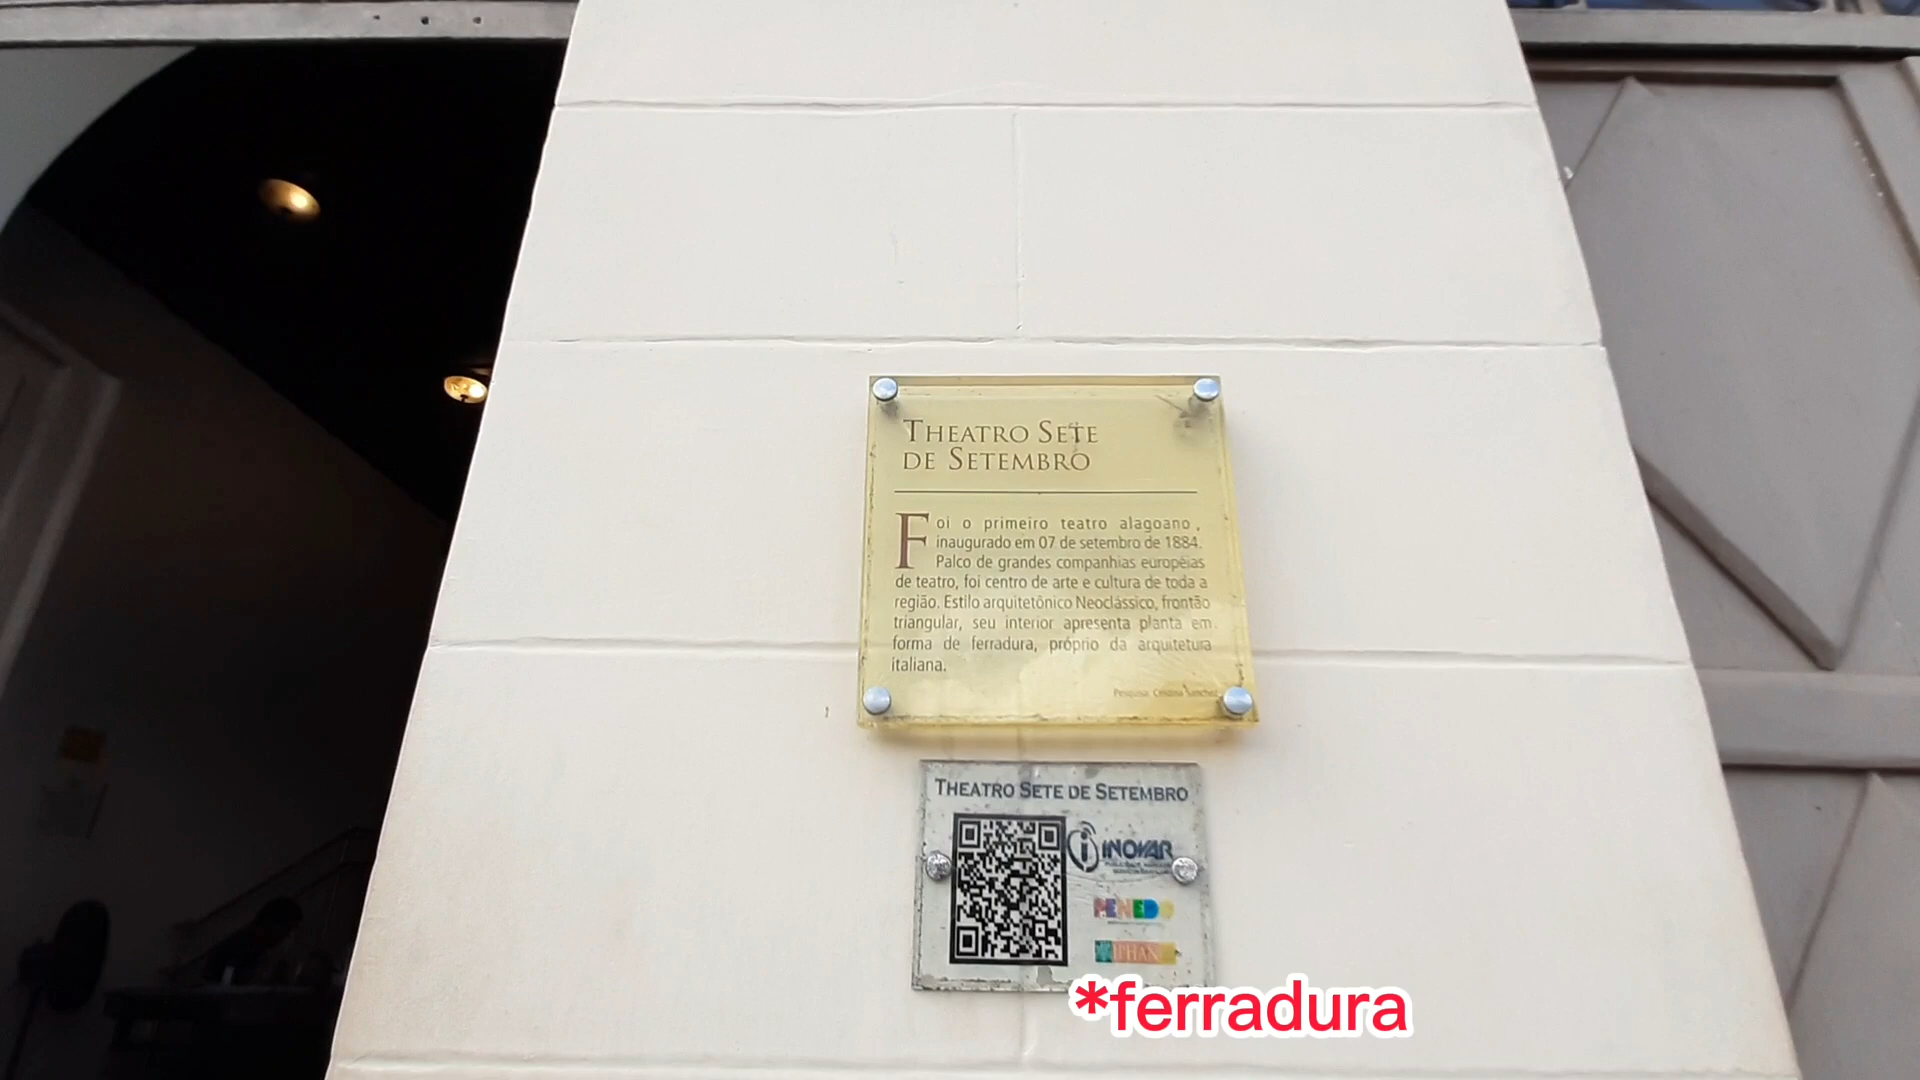 THEATRO SETE
DE SETEMBRO
Foi o primeiro teatro alagoano,
inaugurado em 07 de setembro de 1884.
Palco de grandes companhias européias
de teatro, foi centro de arte e cultura de toda a
região. Estilo arquitetônico Neoclássico, frontão
triangular, seu interior apresenta planta em
forma de ferradura, próprio da arquitetura
italiana.
Pesquisa: Cristina Sanchez
THEATRO SETE DE SETEMBRO
INOVAR
PENEDO
IPHAN
*ferradura